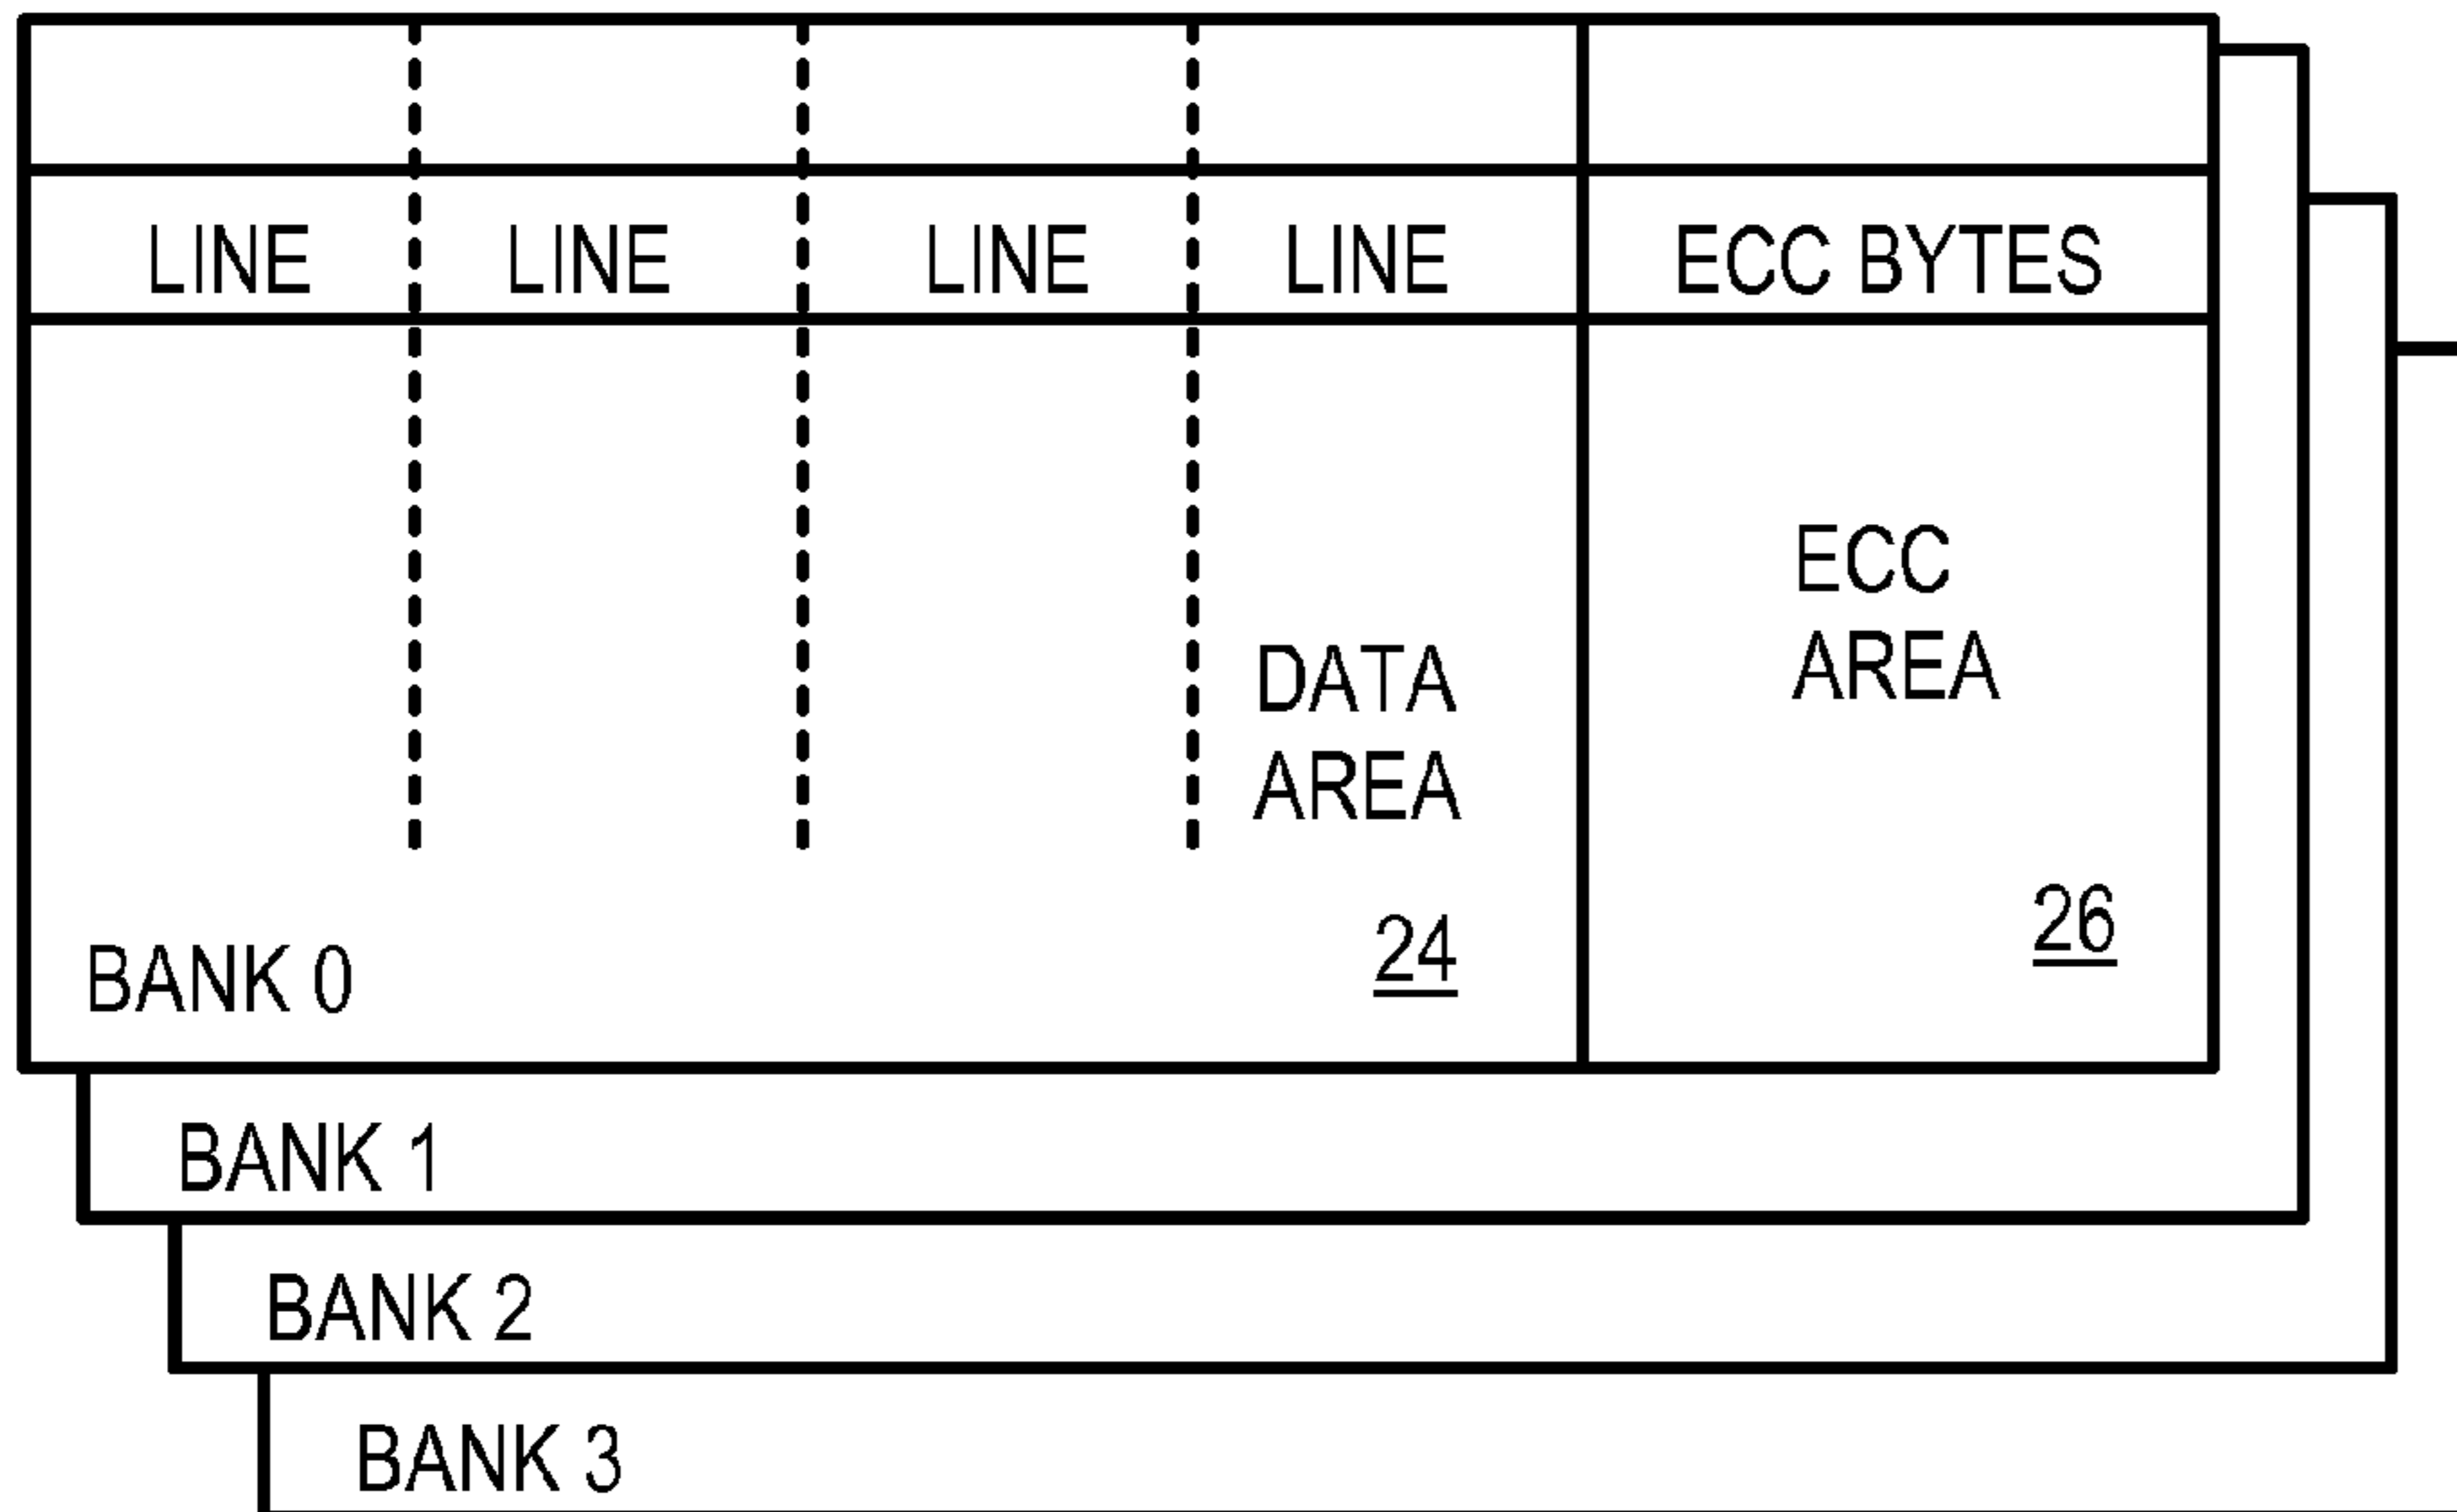 LINE LINE LINE LINE ECC BYTES
ECC
AREA
DATA
AREA
26
24
BANK 0
BANK 1
BANK 2
BANK 3